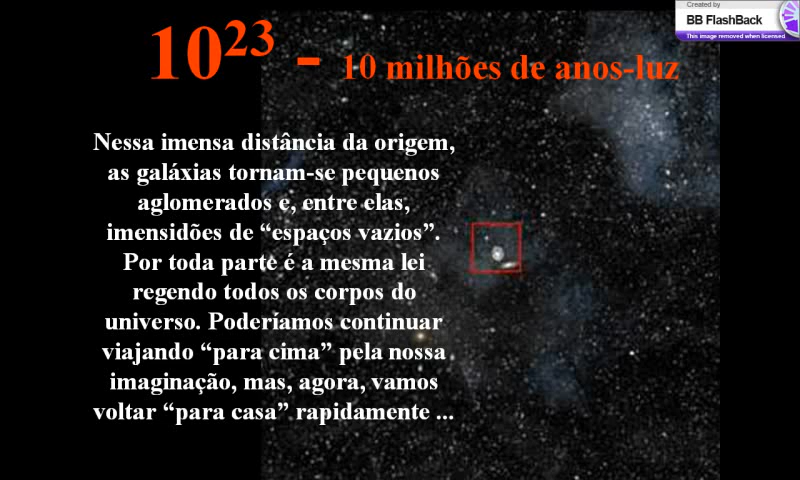 Created by
BB FlashBack
This image removed when licensed
10²³ - 10 milhões de anos-luz
Nessa imensa distância da origem,
as galáxias tornam-se pequenos
aglomerados e, entre elas,
imensidões de “espaços vazios”.
Por toda parte é a mesma lei
regendo todos os corpos do
universo. Poderíamos continuar
viajando “para cima” pela nossa
imaginação, mas, agora, vamos
voltar “para casa” rapidamente ...